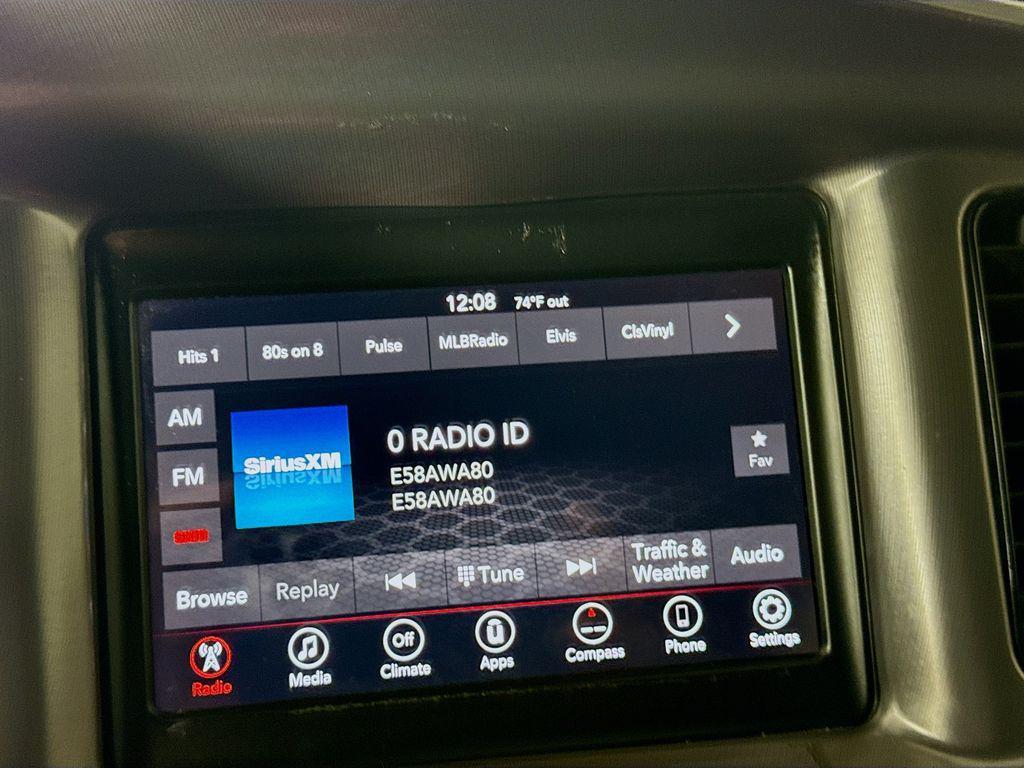 12:08 74°F out
Hits 1 80s on 8 Pulse MLBRadio Elvis ClsVinyl
AM
FM
SiriusXM
0 RADIO ID
E58AWA80
E58AWA80
Fav
Browse Replay Tune Traffic & Weather Audio
Radio Media Off Climate Apps Compass Phone Settings